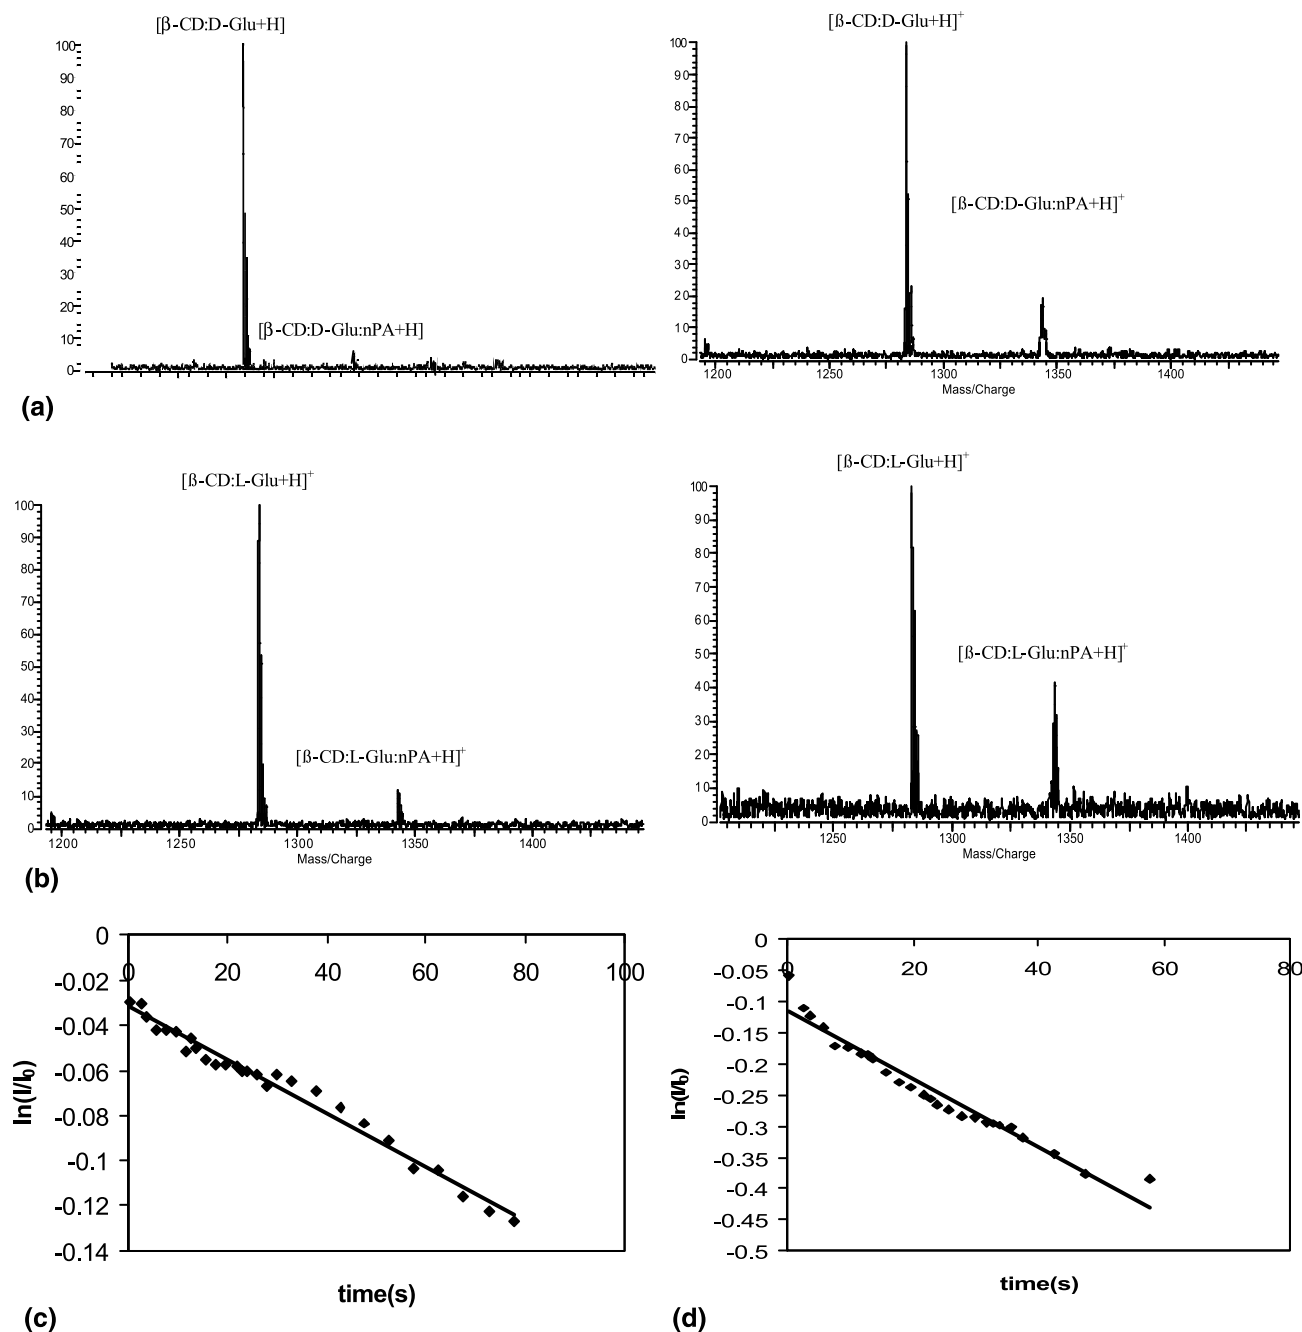 [β-CD:D-Glu+H]
100
90
80
70
60
50
40
30
20
10
0
[β-CD:D-Glu:nPA+H]
[ß-CD:D-Glu+H]+
100
90
80
70
60
50
40
30
20
10
0
[ß-CD:D-Glu:nPA+H]+
1200 1250 1300 1350 1400
Mass/Charge
(a)
[ß-CD:L-Glu+H]+
100
90
80
70
60
50
40
30
20
10
0
[ß-CD:L-Glu:nPA+H]+
1200 1250 1300 1350 1400
Mass/Charge
[ß-CD:L-Glu+H]+
100
90
80
70
60
50
40
30
20
10
0
[ß-CD:L-Glu:nPA+H]+
1250 1300 1350 1400
Mass/Charge
(b)
0
-0.02
-0.04
-0.06
-0.08
-0.1
-0.12
-0.14
0 20 40 60 80 100
ln(I/I0)
time(s)
(c)
0
-0.05
-0.1
-0.15
-0.2
-0.25
-0.3
-0.35
-0.4
-0.45
-0.5
0 20 40 60 80
ln(I/I0)
time(s)
(d)